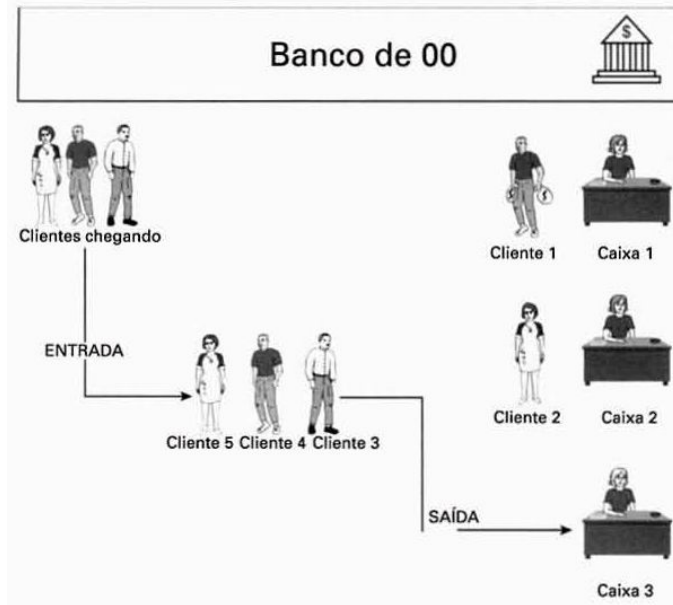 Banco de 00
$
Clientes chegando
Cliente 1 Caixa 1
ENTRADA
Cliente 2 Caixa 2
Cliente 5 Cliente 4 Cliente 3
SAÍDA
Caixa 3